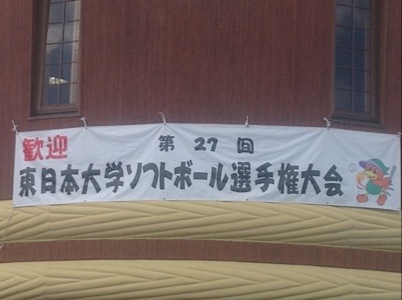 歓迎 第27回
東日本大学ソフトボール選手権大会